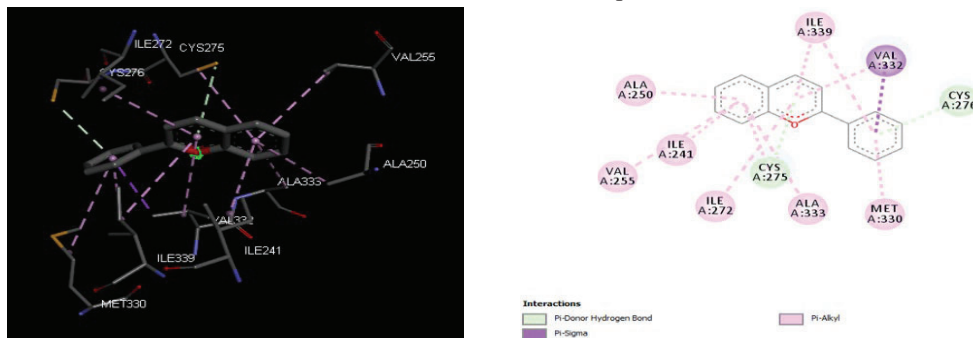 ILE272
CYS275
VAL255
CYS276
ALA250
ALA333
VAL332
ILE241
ILE339
MET330
ILE
A:339
VAL
A:332
ALA
A:250
CYS
A:276
ILE
A:241
VAL
A:255
CYS
A:275
ILE
A:272
ALA
A:333
MET
A:330
O
Interactions
Pi-Donor Hydrogen Bond
Pi-Sigma
Pi-Alkyl